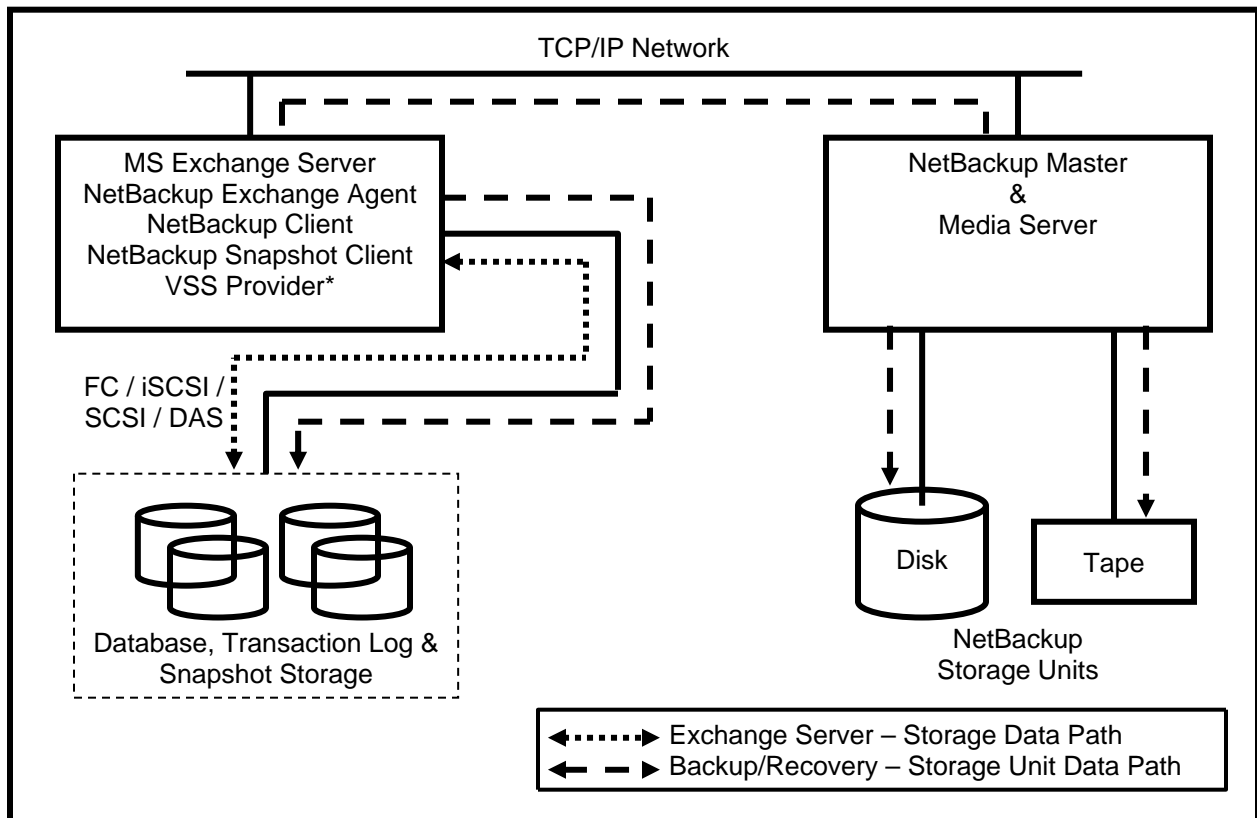 TCP/IP Network
MS Exchange Server
NetBackup Exchange Agent
NetBackup Client
NetBackup Snapshot Client
VSS Provider*
NetBackup Master
&
Media Server
FC / iSCSI /
SCSI / DAS
Database, Transaction Log &
Snapshot Storage
Disk
Tape
NetBackup
Storage Units
Exchange Server – Storage Data Path
Backup/Recovery – Storage Unit Data Path